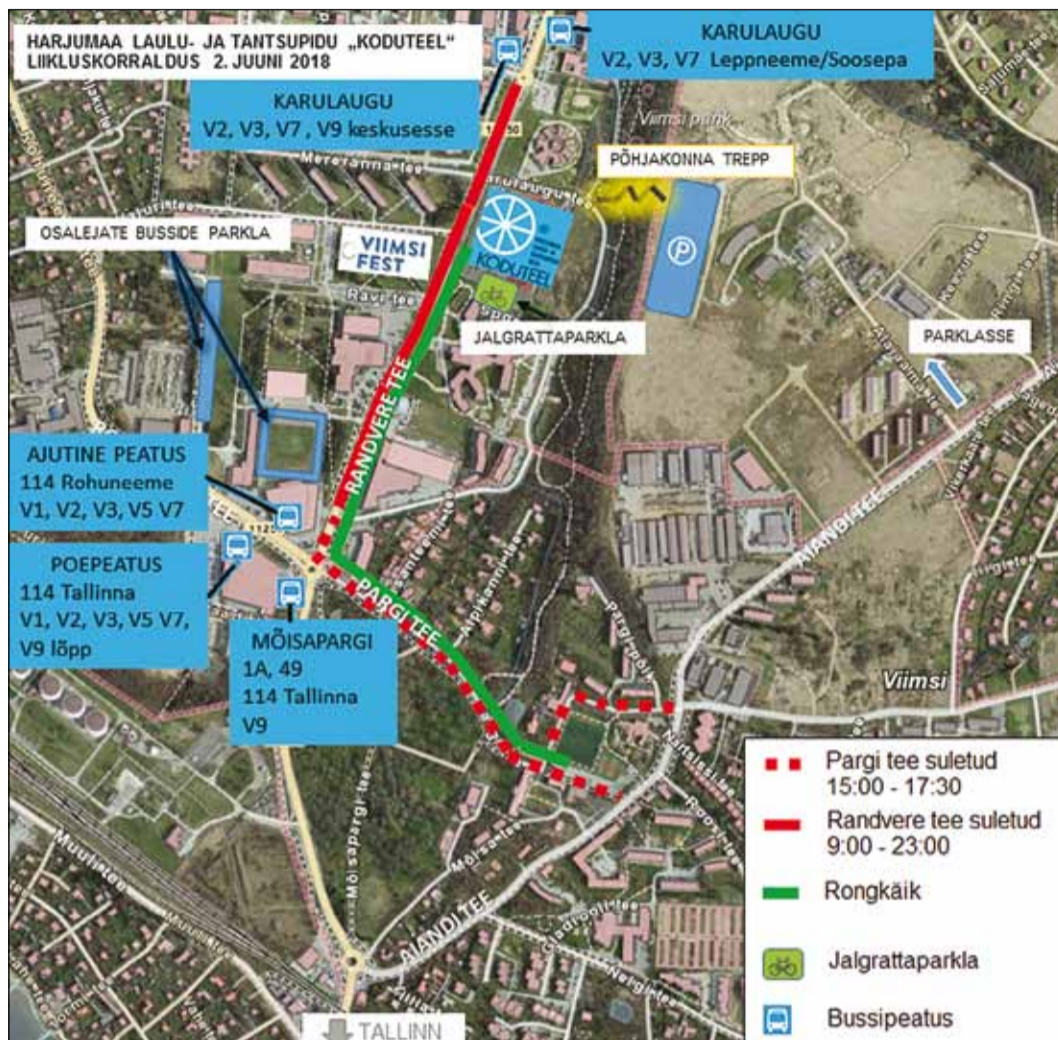 HARJUMAA LAULU- JA TANTSUPIDU „KODUTEEL“
LIIKLUSKORRALDUS 2. JUUNI 2018
KARULAUGU
V2, V3, V7 Leppneeme/Soosepa
KARULAUGU
V2, V3, V7 , V9 keskusesse
Viimsi park
Mereranna tee
PÕHJAKONNA TREPP
OSALEJATE BUSSIDE PARKLA
VIIMSI
FEST
KODUTEEL
P
Ravi tee
JALGRATTAPARKLA
PARKLASSE
RANDVERE TEE
AJUTINE PEATUS
114 Rohuneeme
V1, V2, V3, V5 V7
POEPEATUS
114 Tallinna
V1, V2, V3, V5 V7,
V9 lõpp
MÕISAPARGI
1A, 49
114 Tallinna
V9
PARGI TEE
AIANDI TEE
Viimsi
Mõisapargi tee
Mõisa tee
Muuli tee
AIANDI TEE
TALLINN
Pargi tee suletud
15:00 - 17:30
Randvere tee suletud
9:00 - 23:00
Rongkäik
Jalgrattaparkla
Bussipeatus